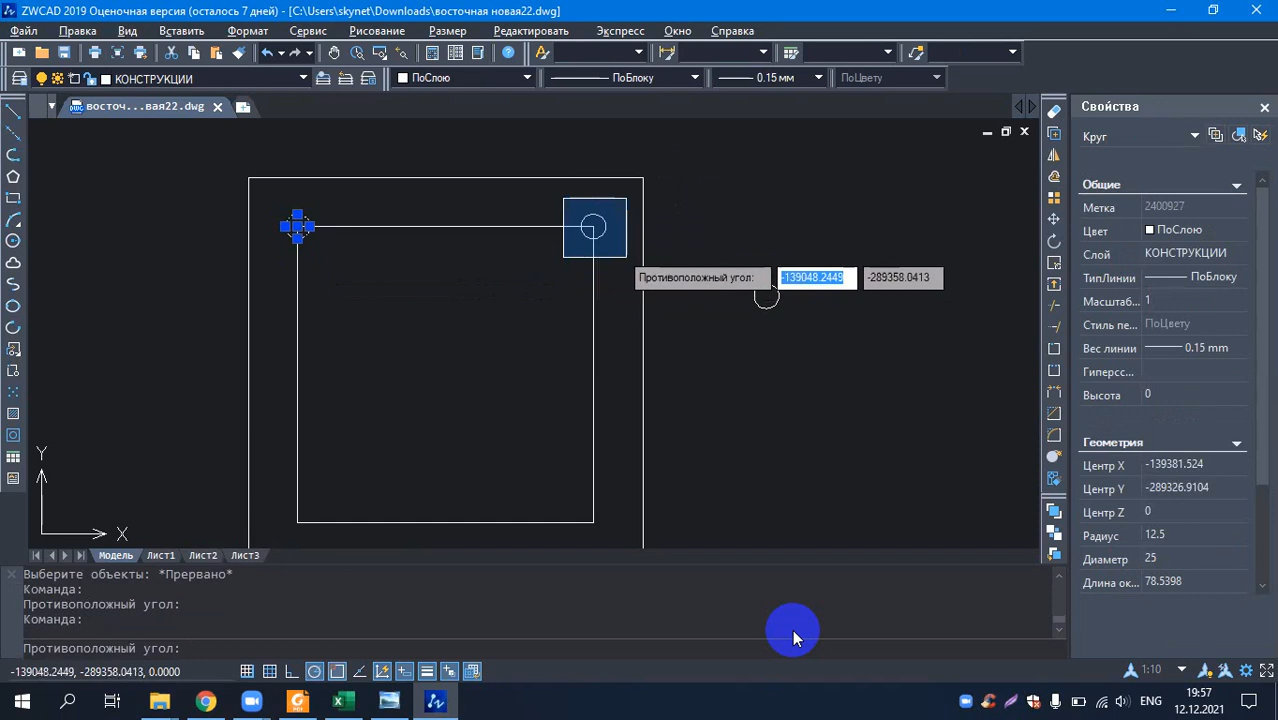 ZWCAD 2019 Оценочная версия (осталось 7 дней) - [C:\Users\skynet\Downloads\восточная новая22.dwg]
Файл Правка Вид Вставить Формат Сервис Рисование Размер Редактировать Экспресс Окно Справка
КОНСТРУКЦИИ ПоСлою ПоБлоку 0.15 мм ПоЦвету
восточ...вая22.dwg
Свойства
Круг
Общие
Метка 2400927
Цвет ПоСлою
Слой КОНСТРУКЦИИ
ТипЛинии ПоБлоку
Масштаб... 1
Стиль пе... ПоЦвету
Вес линии 0.15 mm
Гиперсс...
Высота 0
Геометрия
Центр X -139381.524
Центр Y -289326.9104
Центр Z 0
Радиус 12.5
Диаметр 25
Длина ок... 78.5398
Противоположный угол: -139048.2449 -289358.0413
Y
X
Модель Лист1 Лист2 Лист3
Выберите объекты: *Прервано*
Команда:
Противоположный угол:
Команда:
Противоположный угол:
-139048.2449, -289358.0413, 0.0000
1:10
ENG
19:57
12.12.2021